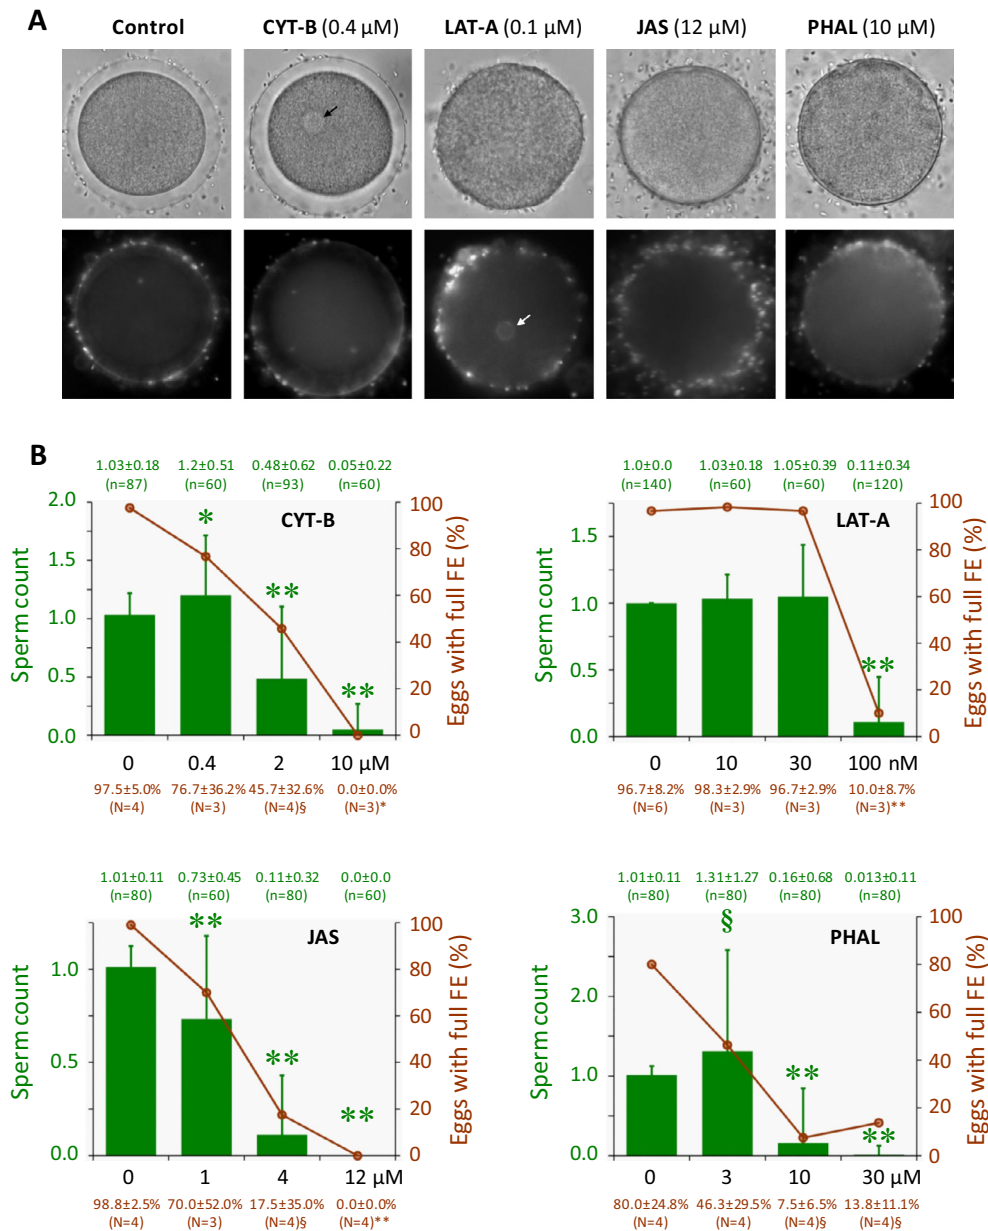 A
Control
CYT-B (0.4 µM)
LAT-A (0.1 µM)
JAS (12 µM)
PHAL (10 µM)
B
1.03±0.18 1.2±0.51 0.48±0.62 0.05±0.22
(n=87) (n=60) (n=93) (n=60)
CYT-B
Sperm count
2.0
1.5
1.0
0.5
0.0
* ** **
100
80
60
40
20
0
Eggs with full FE (%)
0 0.4 2 10 µM
97.5±5.0% 76.7±36.2% 45.7±32.6% 0.0±0.0%
(N=4) (N=3) (N=4)§ (N=3)*
1.0±0.0 1.03±0.18 1.05±0.39 0.11±0.34
(n=140) (n=60) (n=60) (n=120)
LAT-A
Sperm count
1.5
1.0
0.5
0.0
**
100
80
60
40
20
0
Eggs with full FE (%)
0 10 30 100 nM
96.7±8.2% 98.3±2.9% 96.7±2.9% 10.0±8.7%
(N=6) (N=3) (N=3) (N=3)**
1.01±0.11 0.73±0.45 0.11±0.32 0.0±0.0
(n=80) (n=60) (n=80) (n=60)
JAS
Sperm count
1.0
0.5
0.0
** ** **
100
80
60
40
20
0
Eggs with full FE (%)
0 1 4 12 µM
98.8±2.5% 70.0±52.0% 17.5±35.0% 0.0±0.0%
(N=4) (N=3) (N=4)§ (N=4)**
1.01±0.11 1.31±1.27 0.16±0.68 0.013±0.11
(n=80) (n=80) (n=80) (n=80)
PHAL
Sperm count
3.0
2.0
1.0
0.0
§ ** **
100
80
60
40
20
0
Eggs with full FE (%)
0 3 10 30 µM
80.0±24.8% 46.3±29.5% 7.5±6.5% 13.8±11.1%
(N=4) (N=4) (N=4)§ (N=4)§